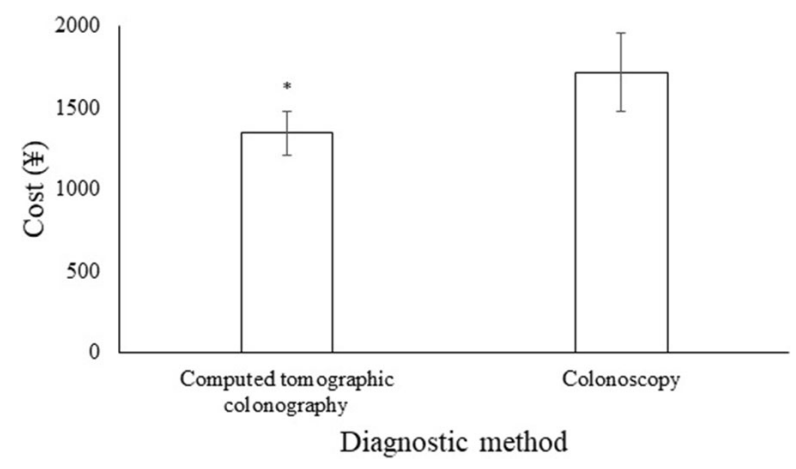 2000
1500
1000
500
0
Cost (¥)
*
Computed tomographic
colonography
Colonoscopy
Diagnostic method